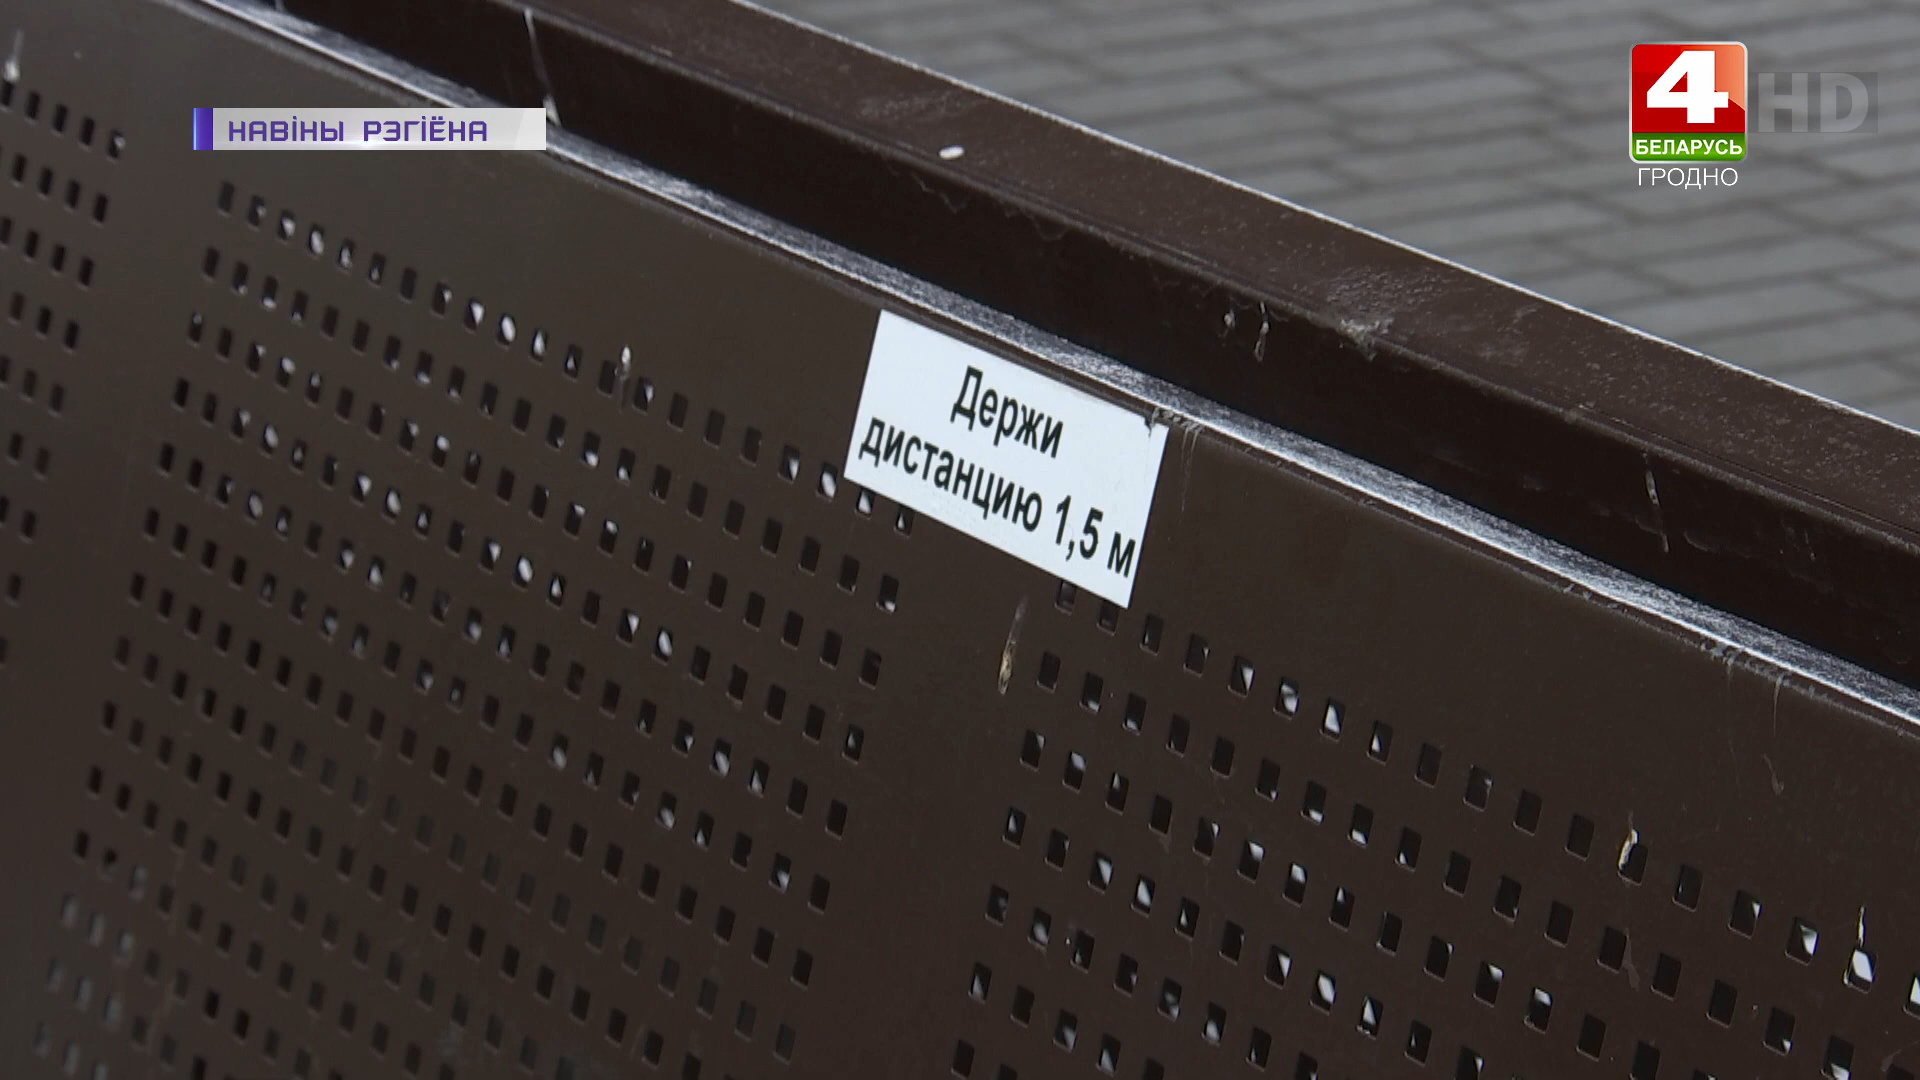 НАВІНЫ РЭГІЁНА
4
HD
БЕЛАРУСЬ
ГРОДНО
Держи
дистанцию 1,5 м